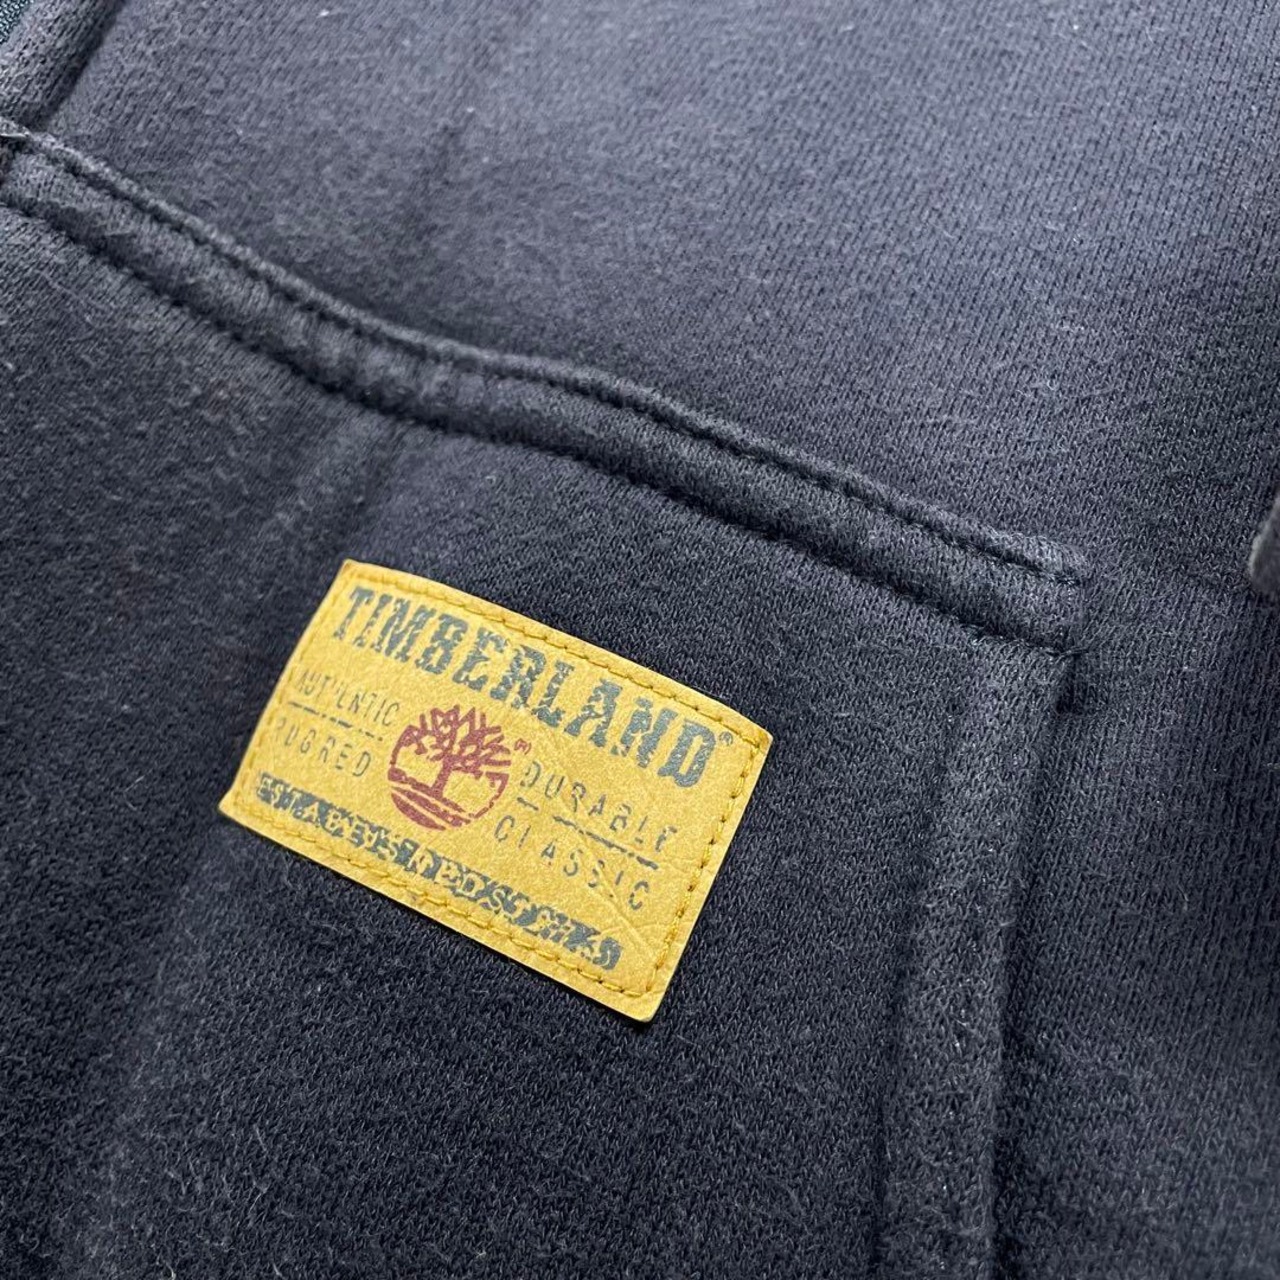 TIMBERLAND®
AUTHENTIC
RUGGED
®
DURABLE
CLASSIC